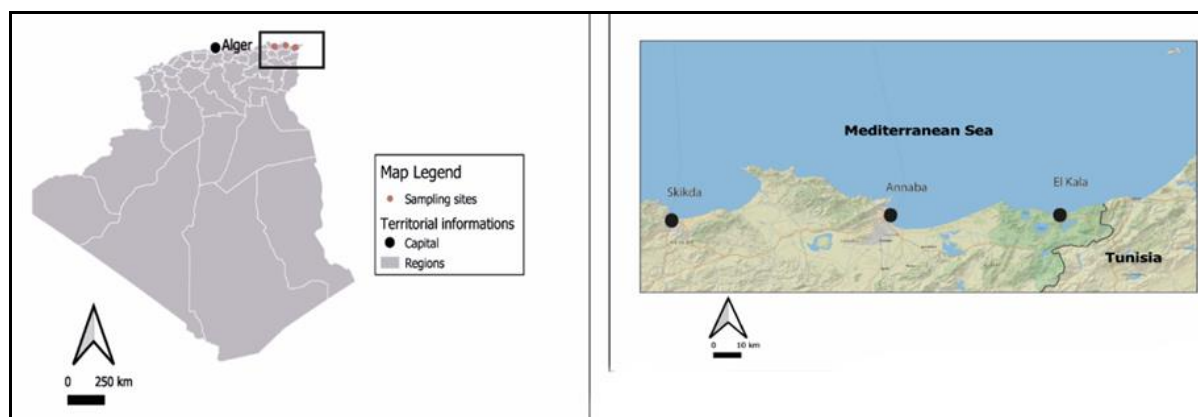 Alger
Map Legend
Sampling sites
Territorial informations
Capital
Regions
0 250 km
Mediterranean Sea
Skikda
Annaba
El Kala
Tunisia
0 10 km